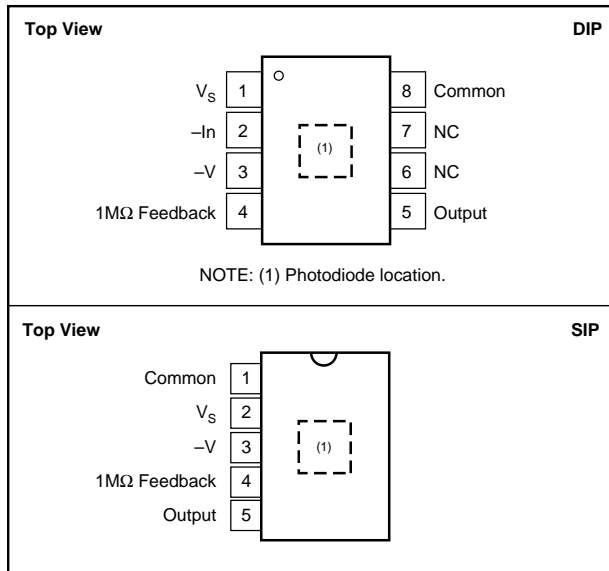 Top View DIP
V_S 1 8 Common
–In 2 (1) 7 NC
–V 3 6 NC
1MΩ Feedback 4 5 Output
NOTE: (1) Photodiode location.
Top View SIP
Common 1
V_S 2
–V 3 (1)
1MΩ Feedback 4
Output 5